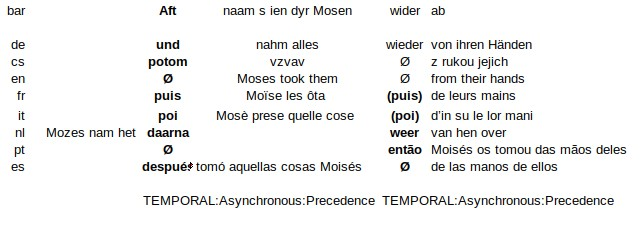 bar Aft naam s ien dyr Mosen wider ab
de und nahm alles wieder von ihren Händen
cs potom vzvav Ø z rukou jejich
en Ø Moses took them Ø from their hands
fr puis Moïse les ôta (puis) de leurs mains
it poi Mosè prese quelle cose (poi) d'in su le lor mani
nl Mozes nam het daarna weer van hen over
pt Ø então Moisés os tomou das mãos deles
es después tomó aquellas cosas Moisés Ø de las manos de ellos
TEMPORAL:Asynchronous:Precedence TEMPORAL:Asynchronous:Precedence